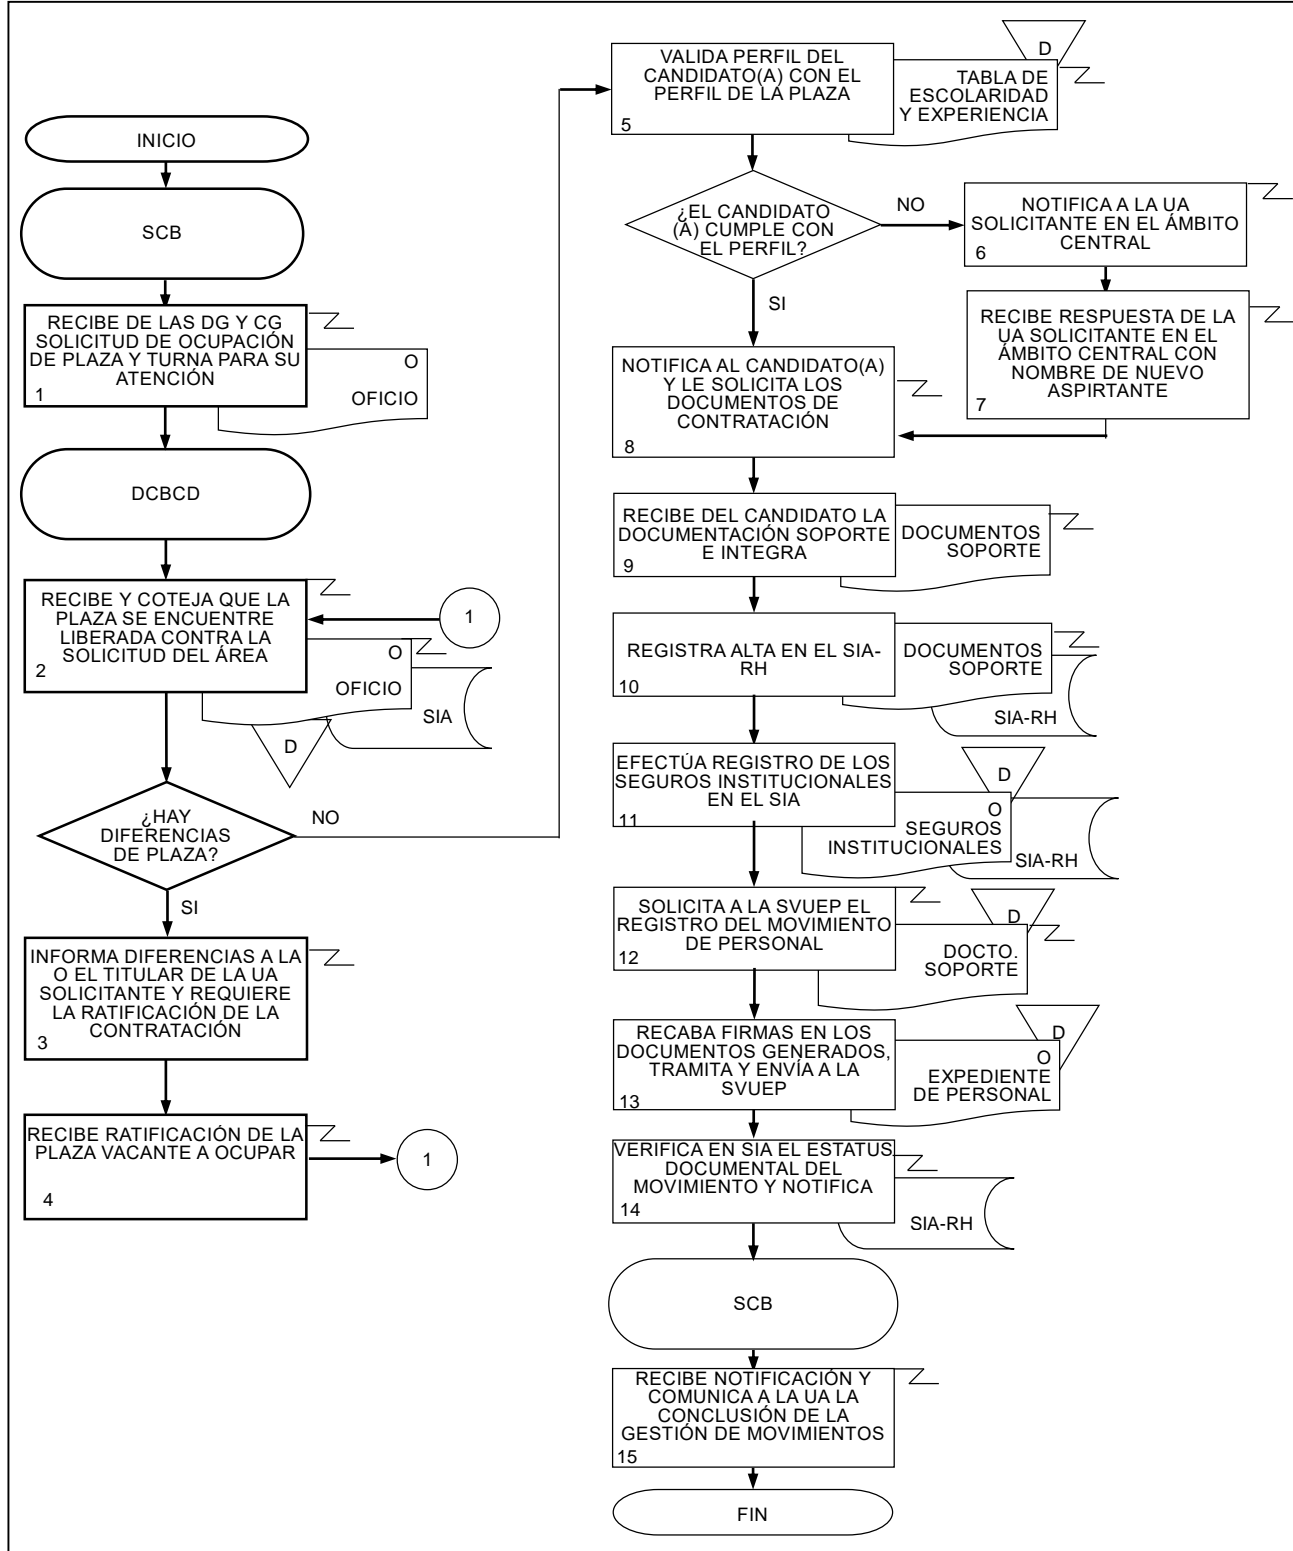 INICIO
SCB
RECIBE DE LAS DG Y CG
SOLICITUD DE OCUPACIÓN
DE PLAZA Y TURNA PARA SU
ATENCIÓN
1
O
OFICIO
DCBCD
RECIBE Y COTEJA QUE LA
PLAZA SE ENCUENTRE
LIBERADA CONTRA LA
SOLICITUD DEL ÁREA
2
1
O
OFICIO
SIA
D
¿HAY
DIFERENCIAS
DE PLAZA?
NO
SI
INFORMA DIFERENCIAS A LA
O EL TITULAR DE LA UA
SOLICITANTE Y REQUIERE
LA RATIFICACIÓN DE LA
CONTRATACIÓN
3
RECIBE RATIFICACIÓN DE LA
PLAZA VACANTE A OCUPAR
4
1
VALIDA PERFIL DEL
CANDIDATO(A) CON EL
PERFIL DE LA PLAZA
5
D
TABLA DE
ESCOLARIDAD
Y EXPERIENCIA
¿EL CANDIDATO
(A) CUMPLE CON
EL PERFIL?
NO
SI
NOTIFICA A LA UA
SOLICITANTE EN EL ÁMBITO
CENTRAL
6
RECIBE RESPUESTA DE LA
UA SOLICITANTE EN EL
ÁMBITO CENTRAL CON
NOMBRE DE NUEVO
ASPIRTANTE
7
NOTIFICA AL CANDIDATO(A)
Y LE SOLICITA LOS
DOCUMENTOS DE
CONTRATACIÓN
8
RECIBE DEL CANDIDATO LA
DOCUMENTACIÓN SOPORTE
E INTEGRA
9
DOCUMENTOS
SOPORTE
REGISTRA ALTA EN EL SIA-
RH
10
DOCUMENTOS
SOPORTE
SIA-RH
EFECTÚA REGISTRO DE LOS
SEGUROS INSTITUCIONALES
EN EL SIA
11
D
O
SEGUROS
INSTITUCIONALES
SIA-RH
SOLICITA A LA SVUEP EL
REGISTRO DEL MOVIMIENTO
DE PERSONAL
12
D
DOCTO.
SOPORTE
RECABA FIRMAS EN LOS
DOCUMENTOS GENERADOS,
TRAMITA Y ENVÍA A LA
SVUEP
13
D
O
EXPEDIENTE
DE PERSONAL
VERIFICA EN SIA EL ESTATUS
DOCUMENTAL DEL
MOVIMIENTO Y NOTIFICA
14
SIA-RH
SCB
RECIBE NOTIFICACIÓN Y
COMUNICA A LA UA LA
CONCLUSIÓN DE LA
GESTIÓN DE MOVIMIENTOS
15
FIN